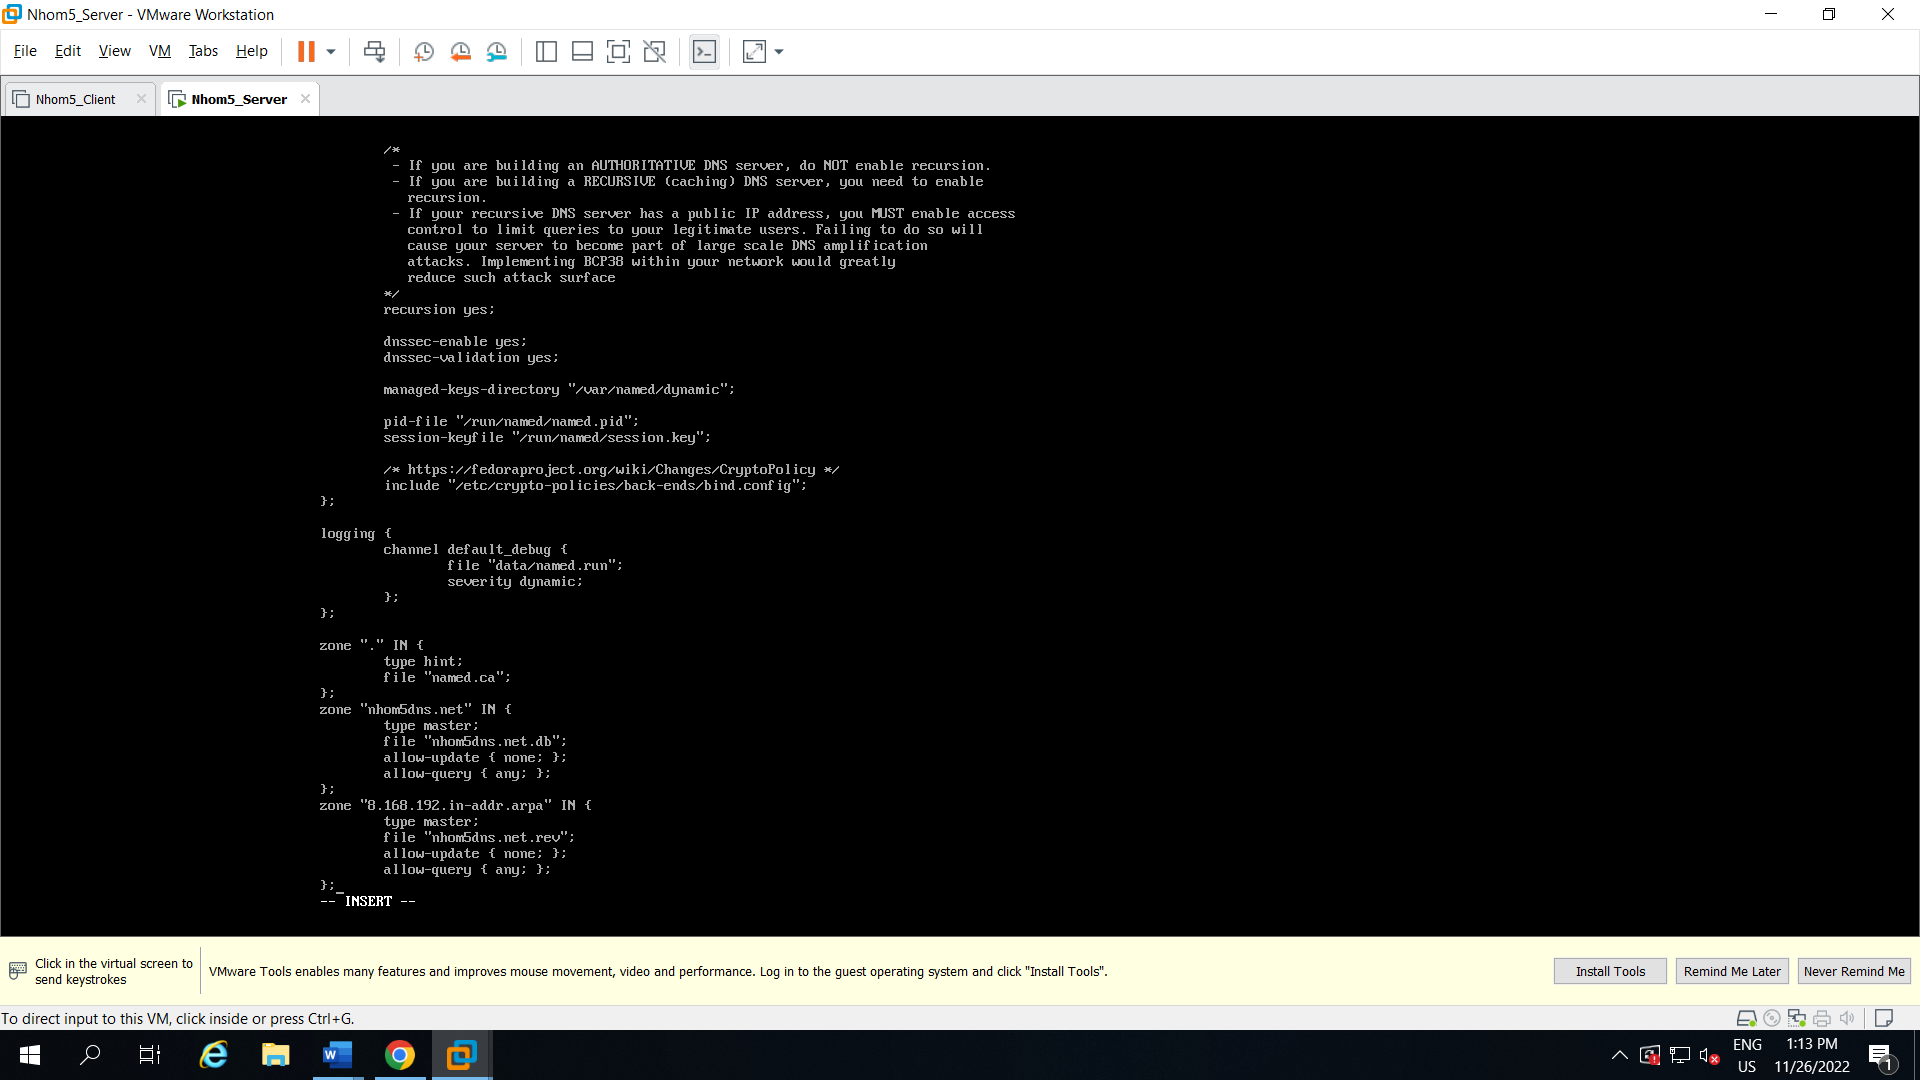 Nhom5_Server - VMware Workstation
File Edit View VM Tabs Help
Nhom5_Client Nhom5_Server
/*
- If you are building an AUTHORITATIVE DNS server, do NOT enable recursion.
- If you are building a RECURSIVE (caching) DNS server, you need to enable
recursion.
- If your recursive DNS server has a public IP address, you MUST enable access
control to limit queries to your legitimate users. Failing to do so will
cause your server to become part of large scale DNS amplification
attacks. Implementing BCP38 within your network would greatly
reduce such attack surface
*/
recursion yes;
dnssec-enable yes;
dnssec-validation yes;
managed-keys-directory "/var/named/dynamic";
pid-file "/run/named/named.pid";
session-keyfile "/run/named/session.key";
/* https://fedoraproject.org/wiki/Changes/CryptoPolicy */
include "/etc/crypto-policies/back-ends/bind.config";
};
logging {
channel default_debug {
file "data/named.run";
severity dynamic;
};
};
zone "." IN {
type hint;
file "named.ca";
};
zone "nhom5dns.net" IN {
type master;
file "nhom5dns.net.db";
allow-update { none; };
allow-query { any; };
};
zone "8.168.192.in-addr.arpa" IN {
type master;
file "nhom5dns.net.rev";
allow-update { none; };
allow-query { any; };
};_
-- INSERT --
Click in the virtual screen to
send keystrokes
VMware Tools enables many features and improves mouse movement, video and performance. Log in to the guest operating system and click "Install Tools".
Install Tools Remind Me Later Never Remind Me
To direct input to this VM, click inside or press Ctrl+G.
ENG 1:13 PM
US 11/26/2022 1